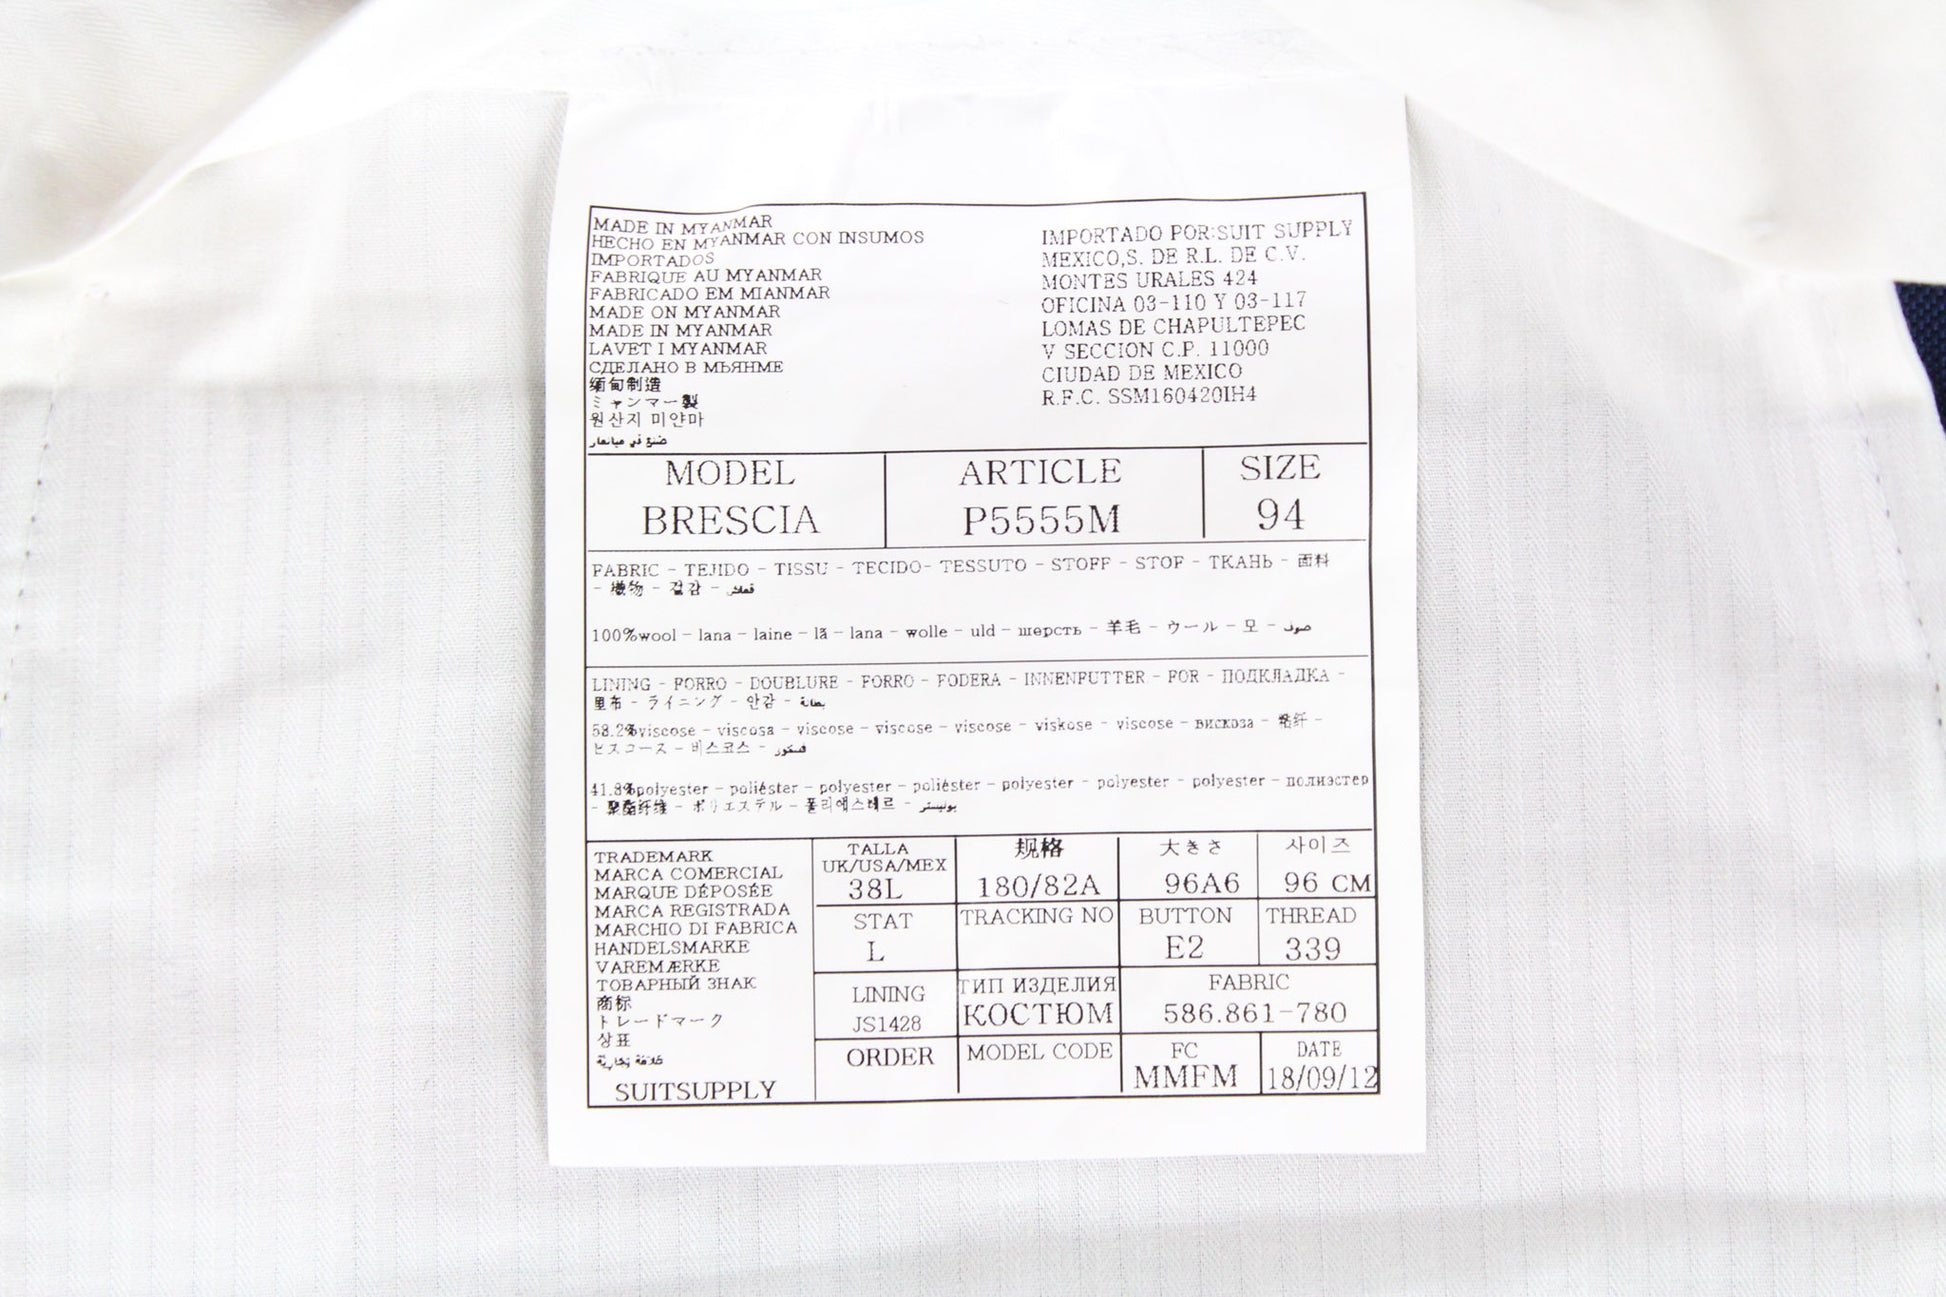 MADE IN MYANMAR
HECHO EN MYANMAR CON INSUMOS
IMPORTADOS
FABRIQUE AU MYANMAR
FABRICADO EM MIANMAR
MADE ON MYANMAR
MADE IN MYANMAR
LAVET I MYANMAR
СДЕЛАНО В МЬЯНМЕ
缅甸制造
ミャンマー製
원산지 미얀마
صنع في ميانمار
IMPORTADO POR:SUIT SUPPLY
MEXICO,S. DE R.L. DE C.V.
MONTES URALES 424
OFICINA 03-110 Y 03-117
LOMAS DE CHAPULTEPEC
V SECCION C.P. 11000
CIUDAD DE MEXICO
R.F.C. SSM160420IH4
MODEL
BRESCIA
ARTICLE
P5555M
SIZE
94
FABRIC - TEJIDO - TISSU - TECIDO- TESSUTO - STOFF - STOF - ТКАНЬ - 面料
- 織物 - 겉감 - قماش
100%wool - lana - laine - lã - lana - wolle - uld - шерсть - 羊毛 - ウール - 모 - صوف
LINING - FORRO - DOUBLURE - FORRO - FODERA - INNENFUTTER - FOR - ПОДКЛАДКА -
里布 - ライニング - 안감 - بطانة
58.2%viscose - viscosa - viscose - viscose - viscose - viskose - viscose - вискоза - 粘纤 -
ビスコース - 비스코스 -
41.8%polyester - poliéster - polyester - poliéster - polyester - polyester - polyester - полиэстер
- 聚酯纤维 - ポリエステル - 폴리에스테르 -
TRADEMARK
MARCA COMERCIAL
MARQUE DÉPOSÉE
MARCA REGISTRADA
MARCHIO DI FABRICA
HANDELSMARKE
VAREMÆRKE
ТОВАРНЫЙ ЗНАК
商标
トレードマーク
상표
SUITSUPPLY
TALLA
UK/USA/MEX
38L
规格
180/82A
大きさ
96A6
사이즈
96 CM
STAT
L
TRACKING NO
BUTTON
E2
THREAD
339
LINING
JS1428
ТИП ИЗДЕЛИЯ
КОСТЮМ
FABRIC
586.861-780
ORDER
MODEL CODE
FC
MMFM
DATE
18/09/12